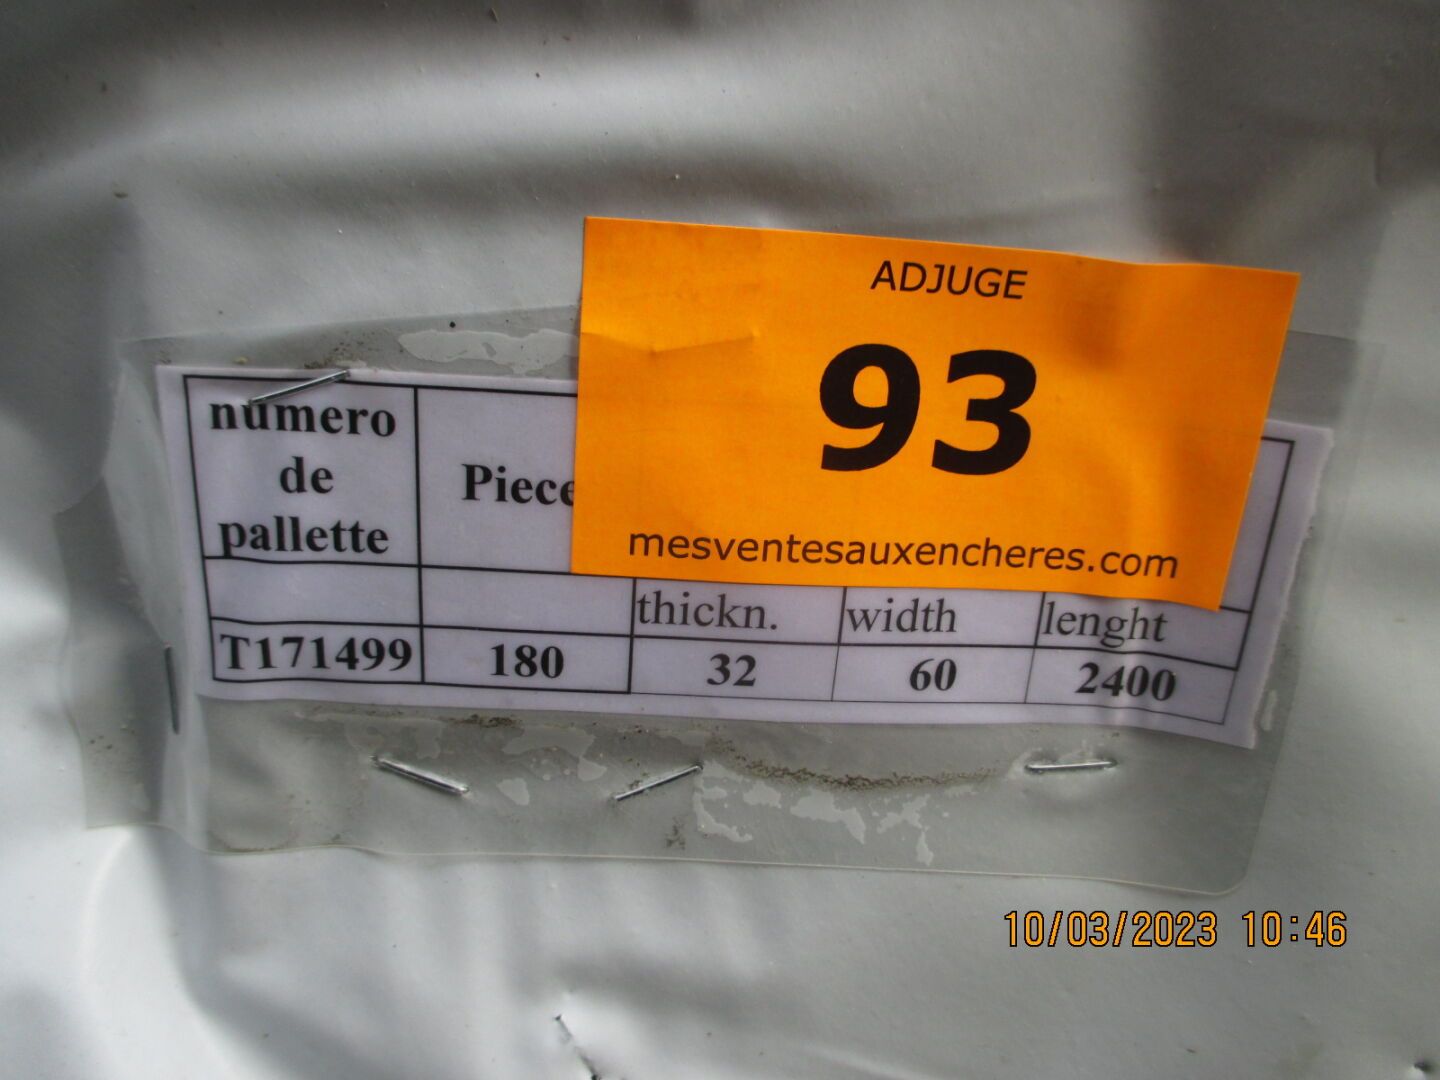 ADJUGE
93
mesventesauxencheres.com
numero
de
pallette
Piece
thickn. width lenght
T171499 180 32 60 2400
10/03/2023 10:46